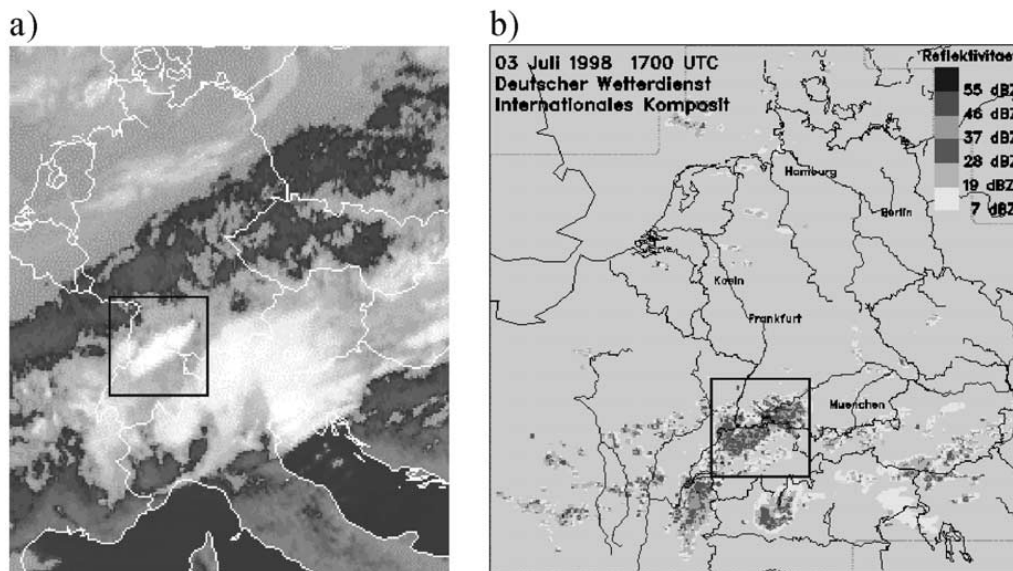 a)
b)
03 Juli 1998 1700 UTC
Deutscher Wetterdienst
Internationales Komposit
Reflektivitaet
55 dBZ
46 dBZ
37 dBZ
28 dBZ
19 dBZ
7 dBZ
Hamburg
Berlin
Koeln
Frankfurt
Muenchen